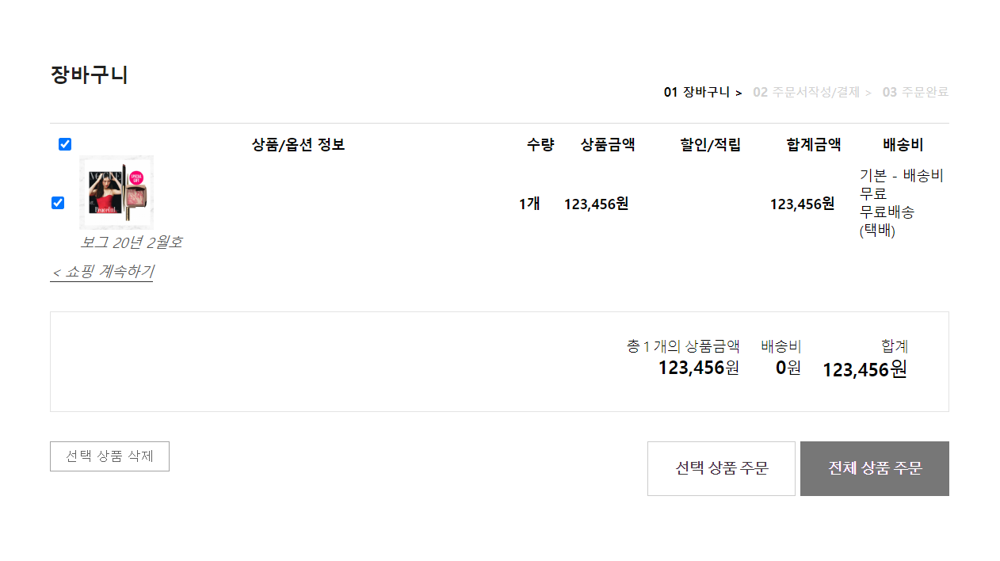 장바구니
01 장바구니 > 02 주문서작성/결제 > 03 주문완료
상품/옵션 정보 수량 상품금액 할인/적립 합계금액 배송비
SPECIAL GIFT
Peaceful
1개 123,456원 123,456원
기본 - 배송비
무료
무료배송
(택배)
보그 20년 2월호
< 쇼핑 계속하기
총 1 개의 상품금액 배송비 합계
123,456원 0원 123,456원
선택 상품 삭제
선택 상품 주문
전체 상품 주문